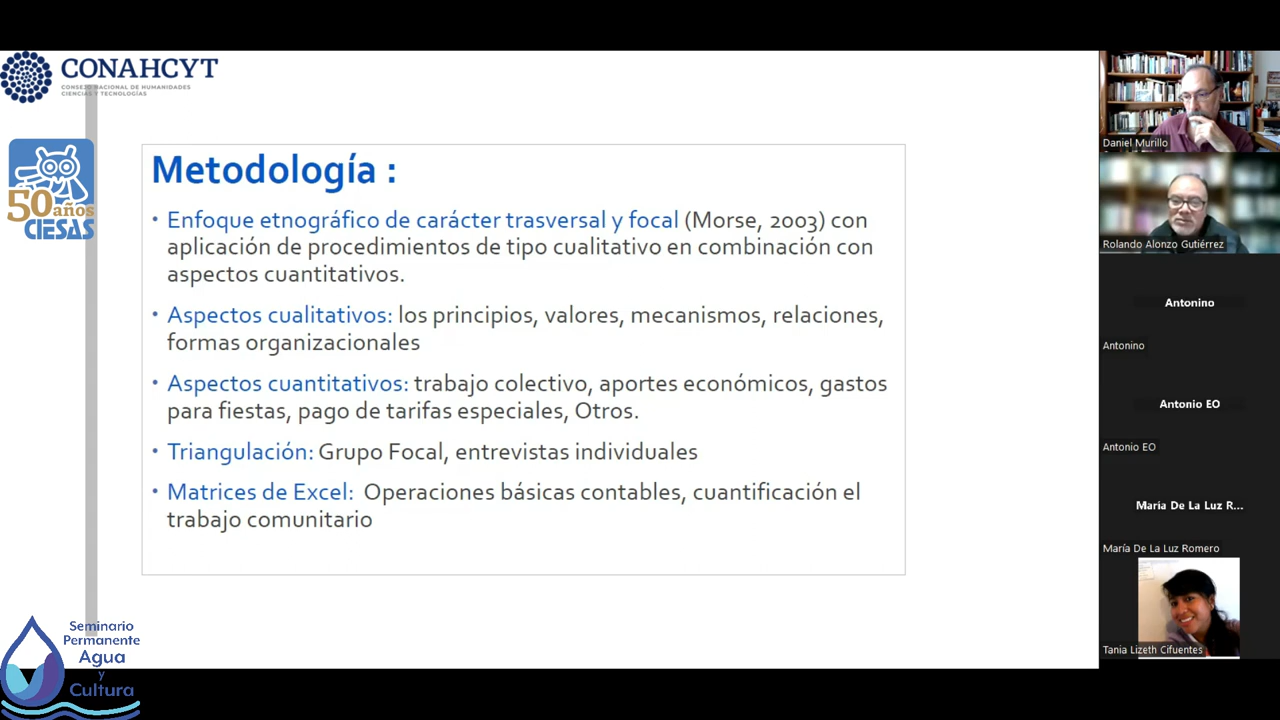 CONAHCYT
CONSEJO NACIONAL DE HUMANIDADES
CIENCIAS Y TECNOLOGÍAS
50 años
CIESAS
Metodología :
• Enfoque etnográfico de carácter trasversal y focal (Morse, 2003) con
aplicación de procedimientos de tipo cualitativo en combinación con
aspectos cuantitativos.
• Aspectos cualitativos: los principios, valores, mecanismos, relaciones,
formas organizacionales
• Aspectos cuantitativos: trabajo colectivo, aportes económicos, gastos
para fiestas, pago de tarifas especiales, Otros.
• Triangulación: Grupo Focal, entrevistas individuales
• Matrices de Excel: Operaciones básicas contables, cuantificación el
trabajo comunitario
Seminario
Permanente
Agua
y
Cultura
Daniel Murillo
Rolando Alonzo Gutiérrez
Antonino
Antonino
Antonio EO
Antonio EO
María De La Luz R...
María De La Luz Romero
Tania Lizeth Cifuentes